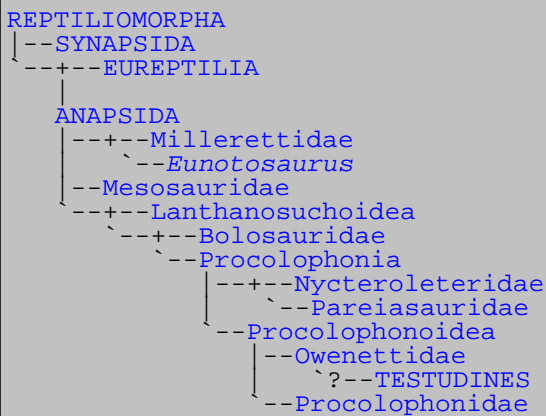 REPTILIOMORPHA
|--SYNAPSIDA
`--+--EUREPTILIA
   |
   ANAPSIDA
   |--+--Millerettidae
   |  `--Eunotosaurus
   |--Mesosauridae
   `--+--Lanthanosuchoidea
      `--+--Bolosauridae
         `--Procolophonia
            |--+--Nycteroleteridae
            |  `--Pareiasauridae
            `--Procolophonoidea
               |--Owenettidae
               |   `?--TESTUDINES
               `--Procolophonidae